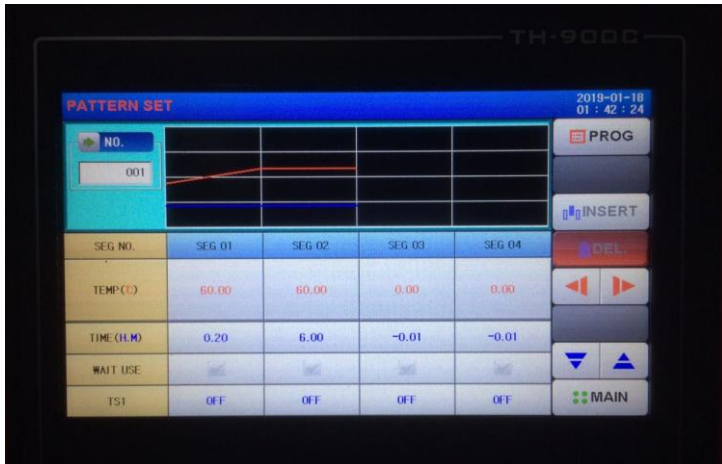 TH-900C
PATTERN SET
2019-01-18
01 : 42 : 24
NO.
001
PROG
INSERT
DEL.
SEG NO. SEG 01 SEG 02 SEG 03 SEG 04
TEMP(℃) 60.00 60.00 0.00 0.00
TIME(H.M) 0.20 6.00 -0.01 -0.01
WAIT USE
TS1 OFF OFF OFF OFF
MAIN